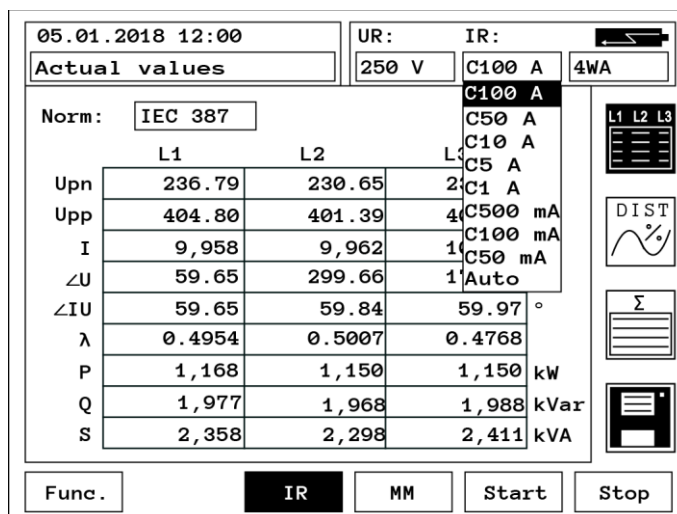 05.01.2018 12:00 UR: IR:
Actual values 250 V C100 A 4WA
C100 A
Norm: IEC 387 C50 A L1 L2 L3
C10 A
L1 L2 C5 A
Upn 236.79 230.65 C1 A
Upp 404.80 401.39 C500 mA DIST
C100 mA %
I 9,958 9,962 C50 mA
∠U 59.65 299.66 Auto
∠IU 59.65 59.84 59.97 ° Σ
λ 0.4954 0.5007 0.4768
P 1,168 1,150 1,150 kW
Q 1,977 1,968 1,988 kVar
S 2,358 2,298 2,411 kVA
Func. IR MM Start Stop